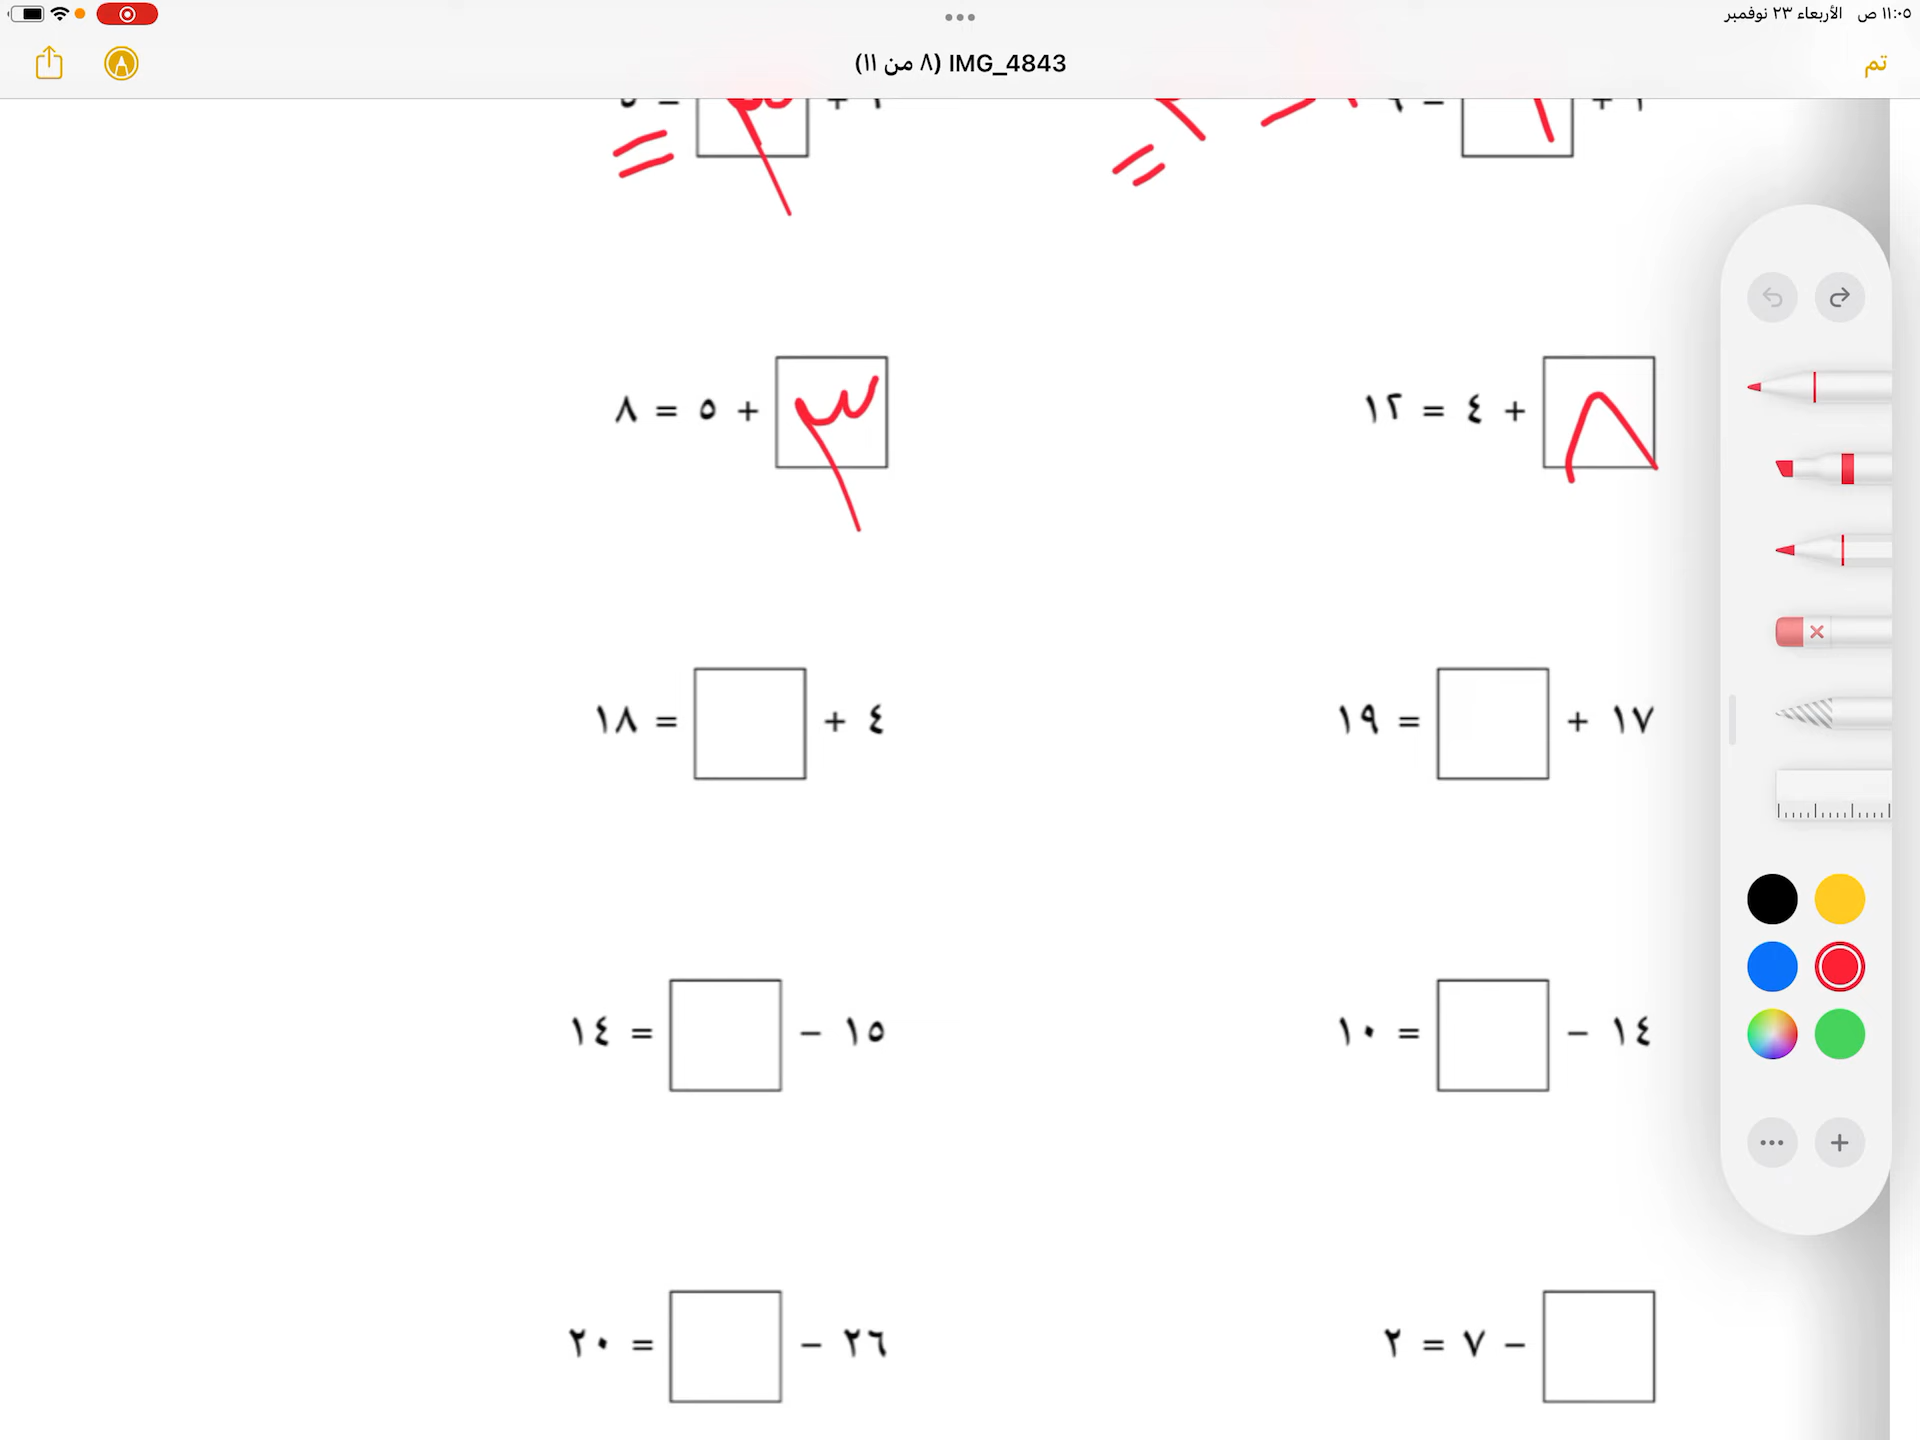 ١١:٠٥ ص الأربعاء ٢٣ نوفمبر
تم
IMG_4843 (٨ من ١١)
٨ + ٤ = ١٢
٣ + ٥ = ٨
١٧ + = ١٩
٤ + = ١٨
١٤ − = ١٠
١٥ − = ١٤
− ٧ = ٢
٢٦ − = ٢٠